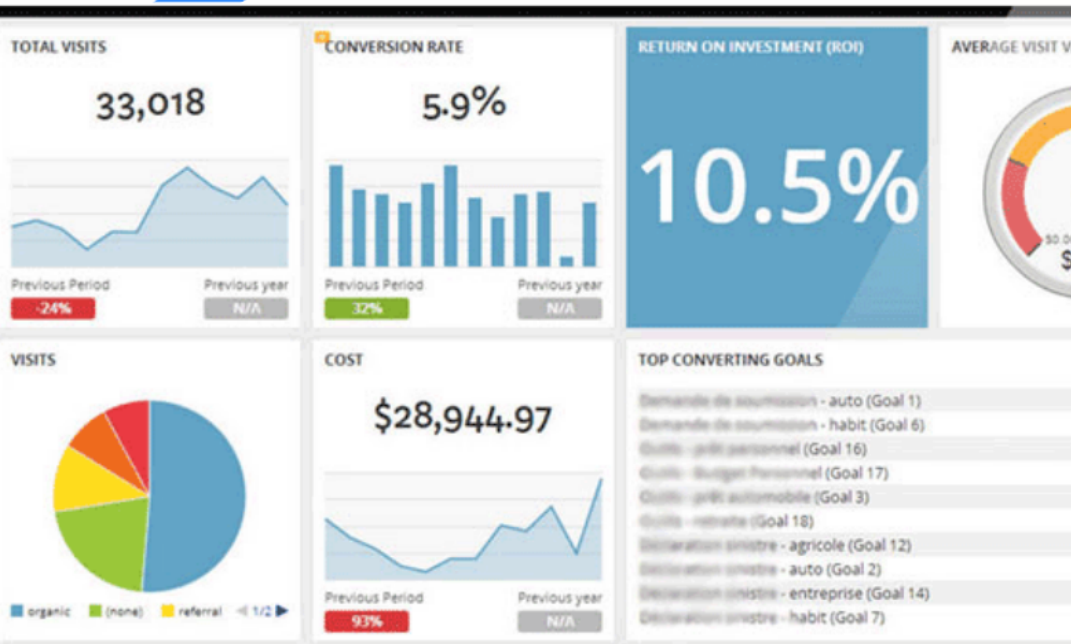 TOTAL VISITS
33,018
Previous Period
Previous year
-24%
N/A
CONVERSION RATE
5.9%
Previous Period
Previous year
32%
N/A
RETURN ON INVESTMENT (ROI)
10.5%
AVERAGE VISIT V
$0.0
$
VISITS
organic
(none)
referral
1/2
COST
$28,944.97
Previous Period
Previous year
93%
N/A
TOP CONVERTING GOALS
- auto (Goal 1)
- habit (Goal 6)
(Goal 16)
(Goal 17)
(Goal 3)
(Goal 18)
- agricole (Goal 12)
- auto (Goal 2)
- entreprise (Goal 14)
- habit (Goal 7)